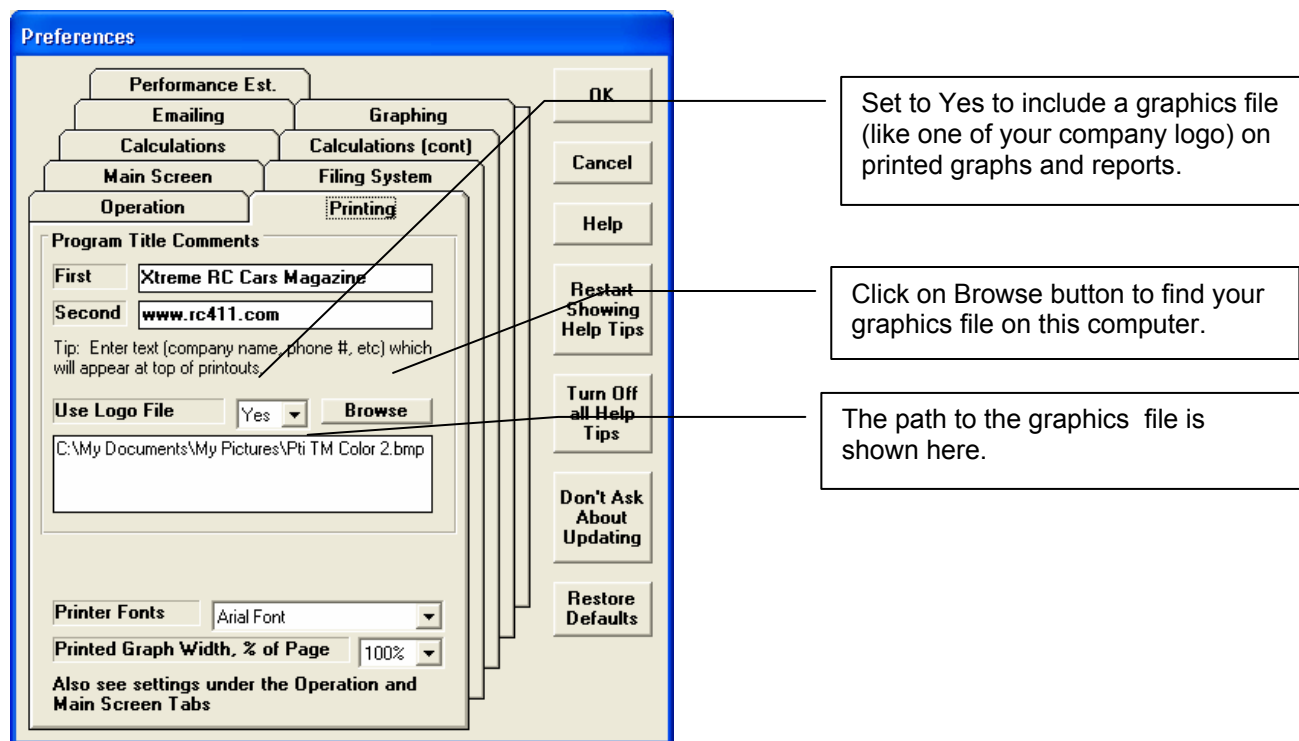 Preferences
Performance Est.
Emailing
Graphing
Calculations
Calculations (cont)
Main Screen
Filing System
Operation
Printing
Program Title Comments
First
Xtreme RC Cars Magazine
Second
www.rc411.com
Tip: Enter text (company name, phone #, etc) which
will appear at top of printouts.
Use Logo File
Yes
Browse
C:\My Documents\My Pictures\Pti TM Color 2.bmp
Printer Fonts
Arial Font
Printed Graph Width, % of Page
100%
Also see settings under the Operation and
Main Screen Tabs
OK
Cancel
Help
Restart
Showing
Help Tips
Turn Off
all Help
Tips
Don't Ask
About
Updating
Restore
Defaults
Set to Yes to include a graphics file
(like one of your company logo) on
printed graphs and reports.
Click on Browse button to find your
graphics file on this computer.
The path to the graphics file is
shown here.